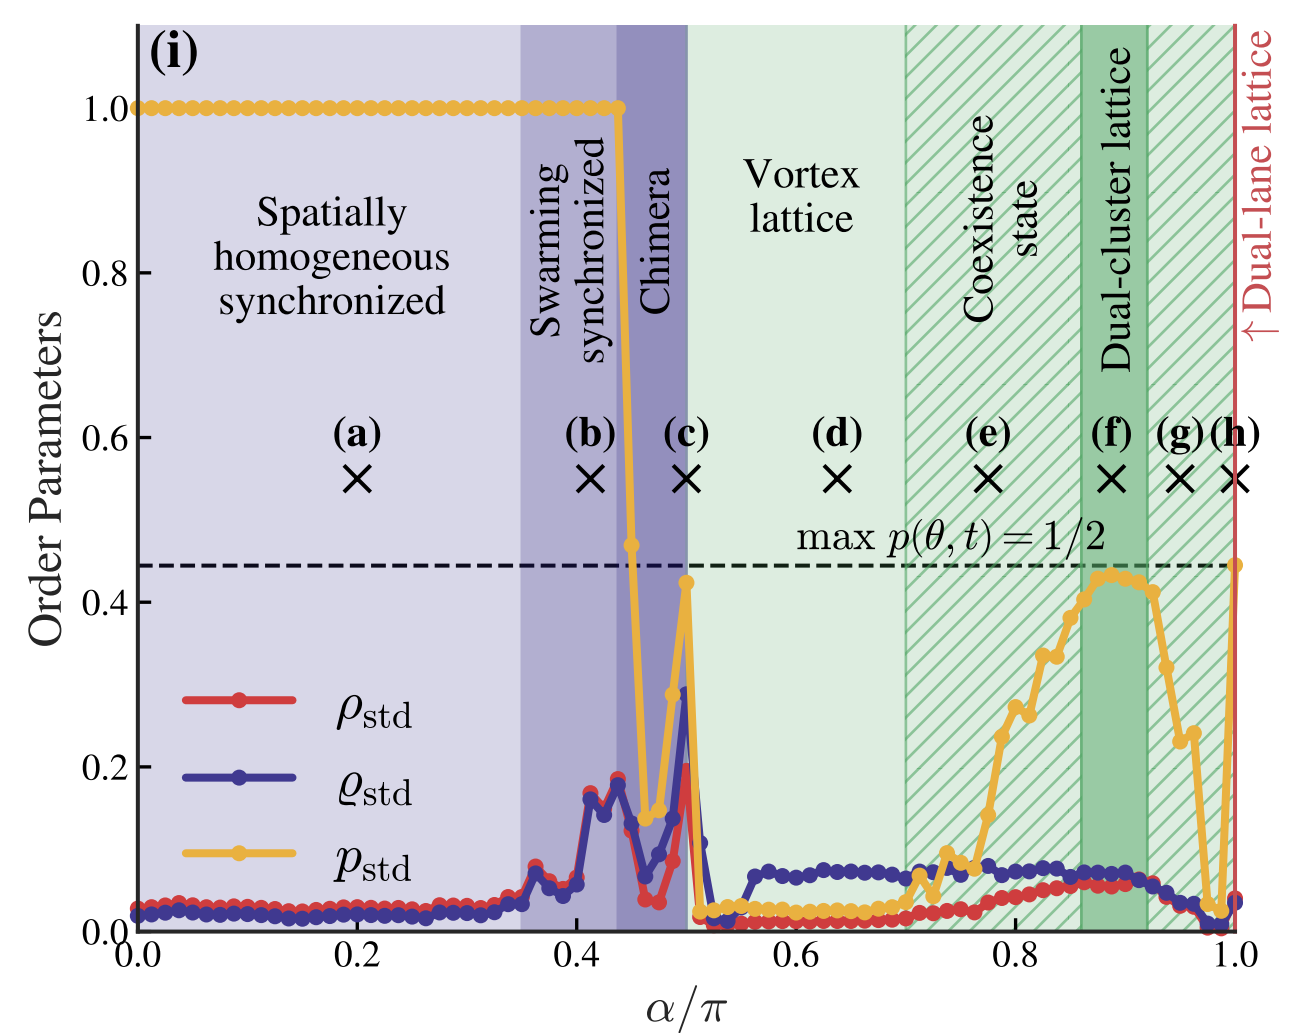 (i)
1.0
0.8
0.6
0.4
0.2
0.0
Order Parameters
Spatially
homogeneous
synchronized
Swarming
synchronized
Chimera
Vortex
lattice
Coexistence
state
Dual-cluster lattice
↑ Dual-lane lattice
(a)
(b)
(c)
(d)
(e)
(f)
(g)
(h)
max p(θ, t) = 1/2
ρstd
ϱstd
pstd
0.0
0.2
0.4
0.6
0.8
1.0
α/π